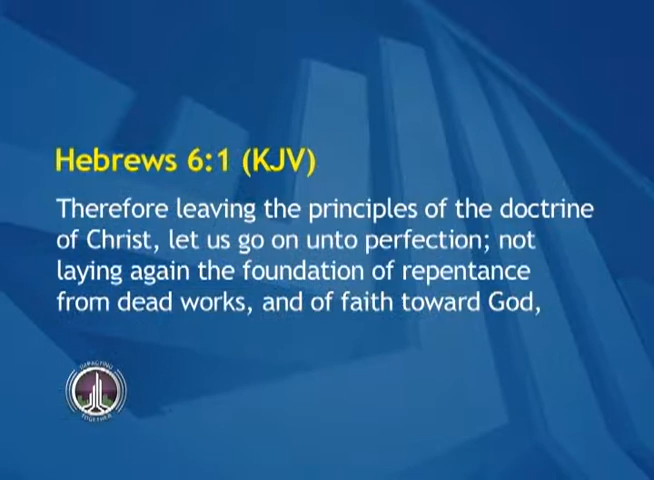 Hebrews 6:1 (KJV)
Therefore leaving the principles of the doctrine
of Christ, let us go on unto perfection; not
laying again the foundation of repentance
from dead works, and of faith toward God,